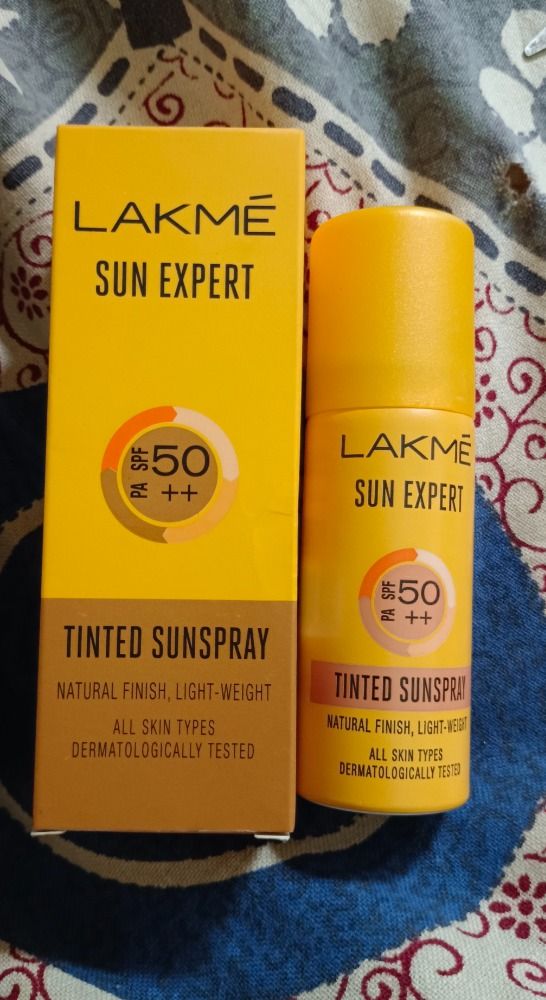 LAKMÉ
SUN EXPERT
PA SPF 50
++
TINTED SUNSPRAY
NATURAL FINISH, LIGHT-WEIGHT
ALL SKIN TYPES
DERMATOLOGICALLY TESTED
LAKMÉ
SUN EXPERT
PA SPF 50
++
TINTED SUNSPRAY
NATURAL FINISH, LIGHT-WEIGHT
ALL SKIN TYPES
DERMATOLOGICALLY TESTED